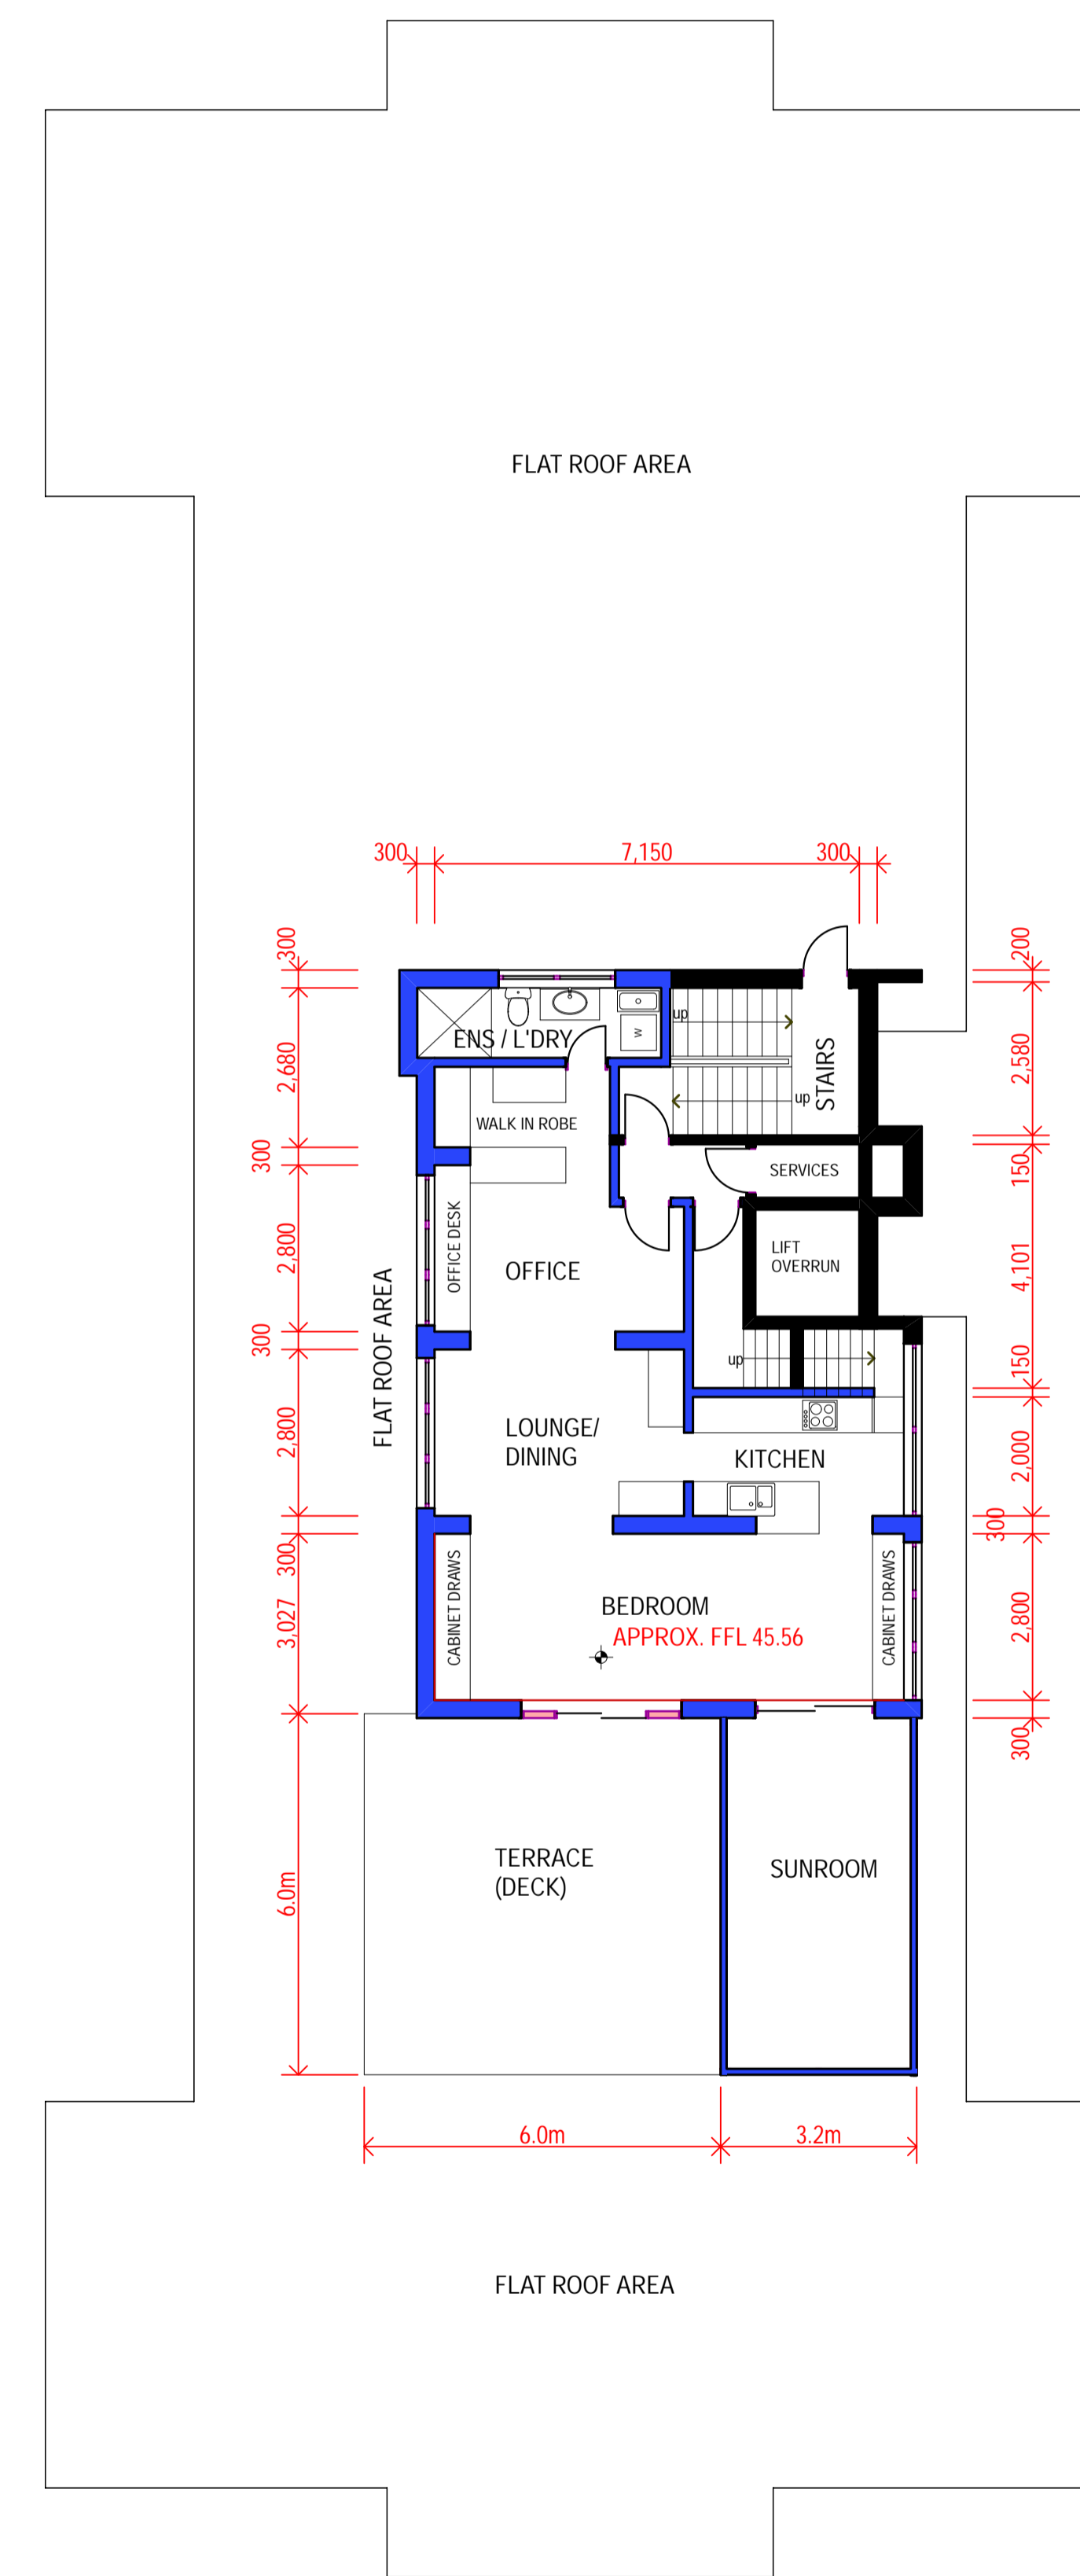 FLAT ROOF AREA
300
7,150
300
300
200
up
ENS / L'DRY
W
2,680
STAIRS
2,580
up
WALK IN ROBE
300
SERVICES
150
OFFICE DESK
2,800
LIFT
OVERRUN
OFFICE
4,101
300
FLAT ROOF AREA
up
150
2,800
LOUNGE/
DINING
KITCHEN
2,000
300
300
CABINET DRAWS
CABINET DRAWS
3,027
BEDROOM
2,800
APPROX. FFL 45.56
300
TERRACE
(DECK)
SUNROOM
6.0m
6.0m
3.2m
FLAT ROOF AREA